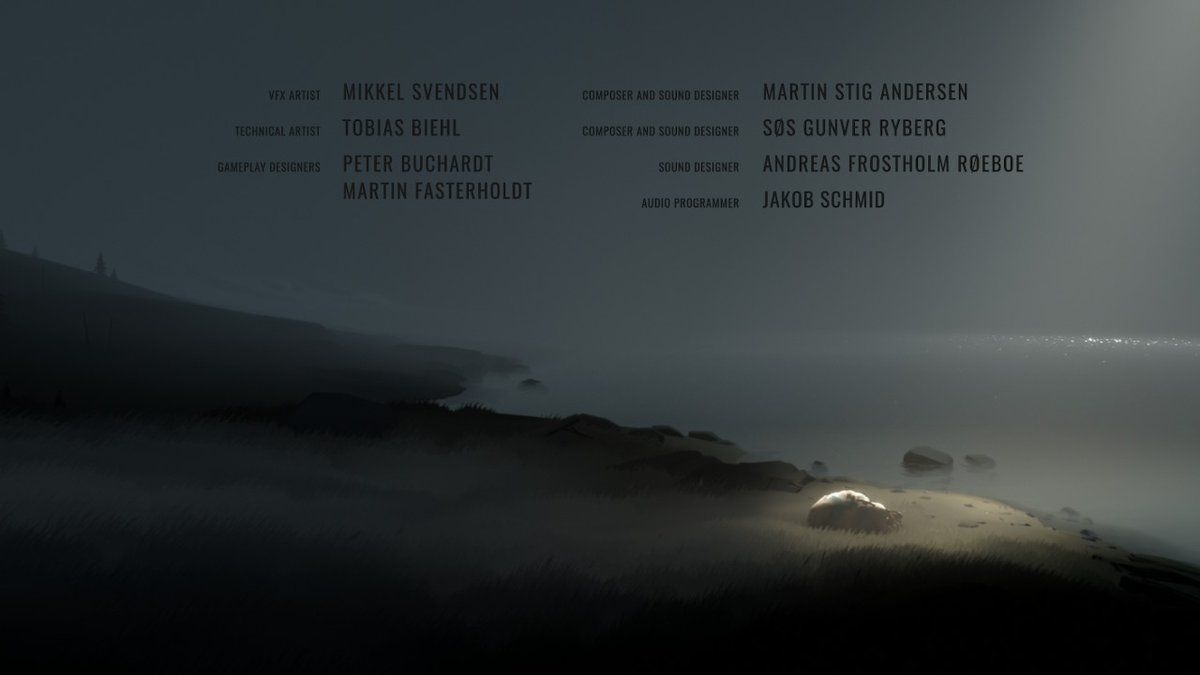 VFX ARTIST MIKKEL SVENDSEN
TECHNICAL ARTIST TOBIAS BIEHL
GAMEPLAY DESIGNERS PETER BUCHARDT
MARTIN FASTERHOLDT
COMPOSER AND SOUND DESIGNER MARTIN STIG ANDERSEN
COMPOSER AND SOUND DESIGNER SØS GUNVER RYBERG
SOUND DESIGNER ANDREAS FROSTHOLM RØEBOE
AUDIO PROGRAMMER JAKOB SCHMID